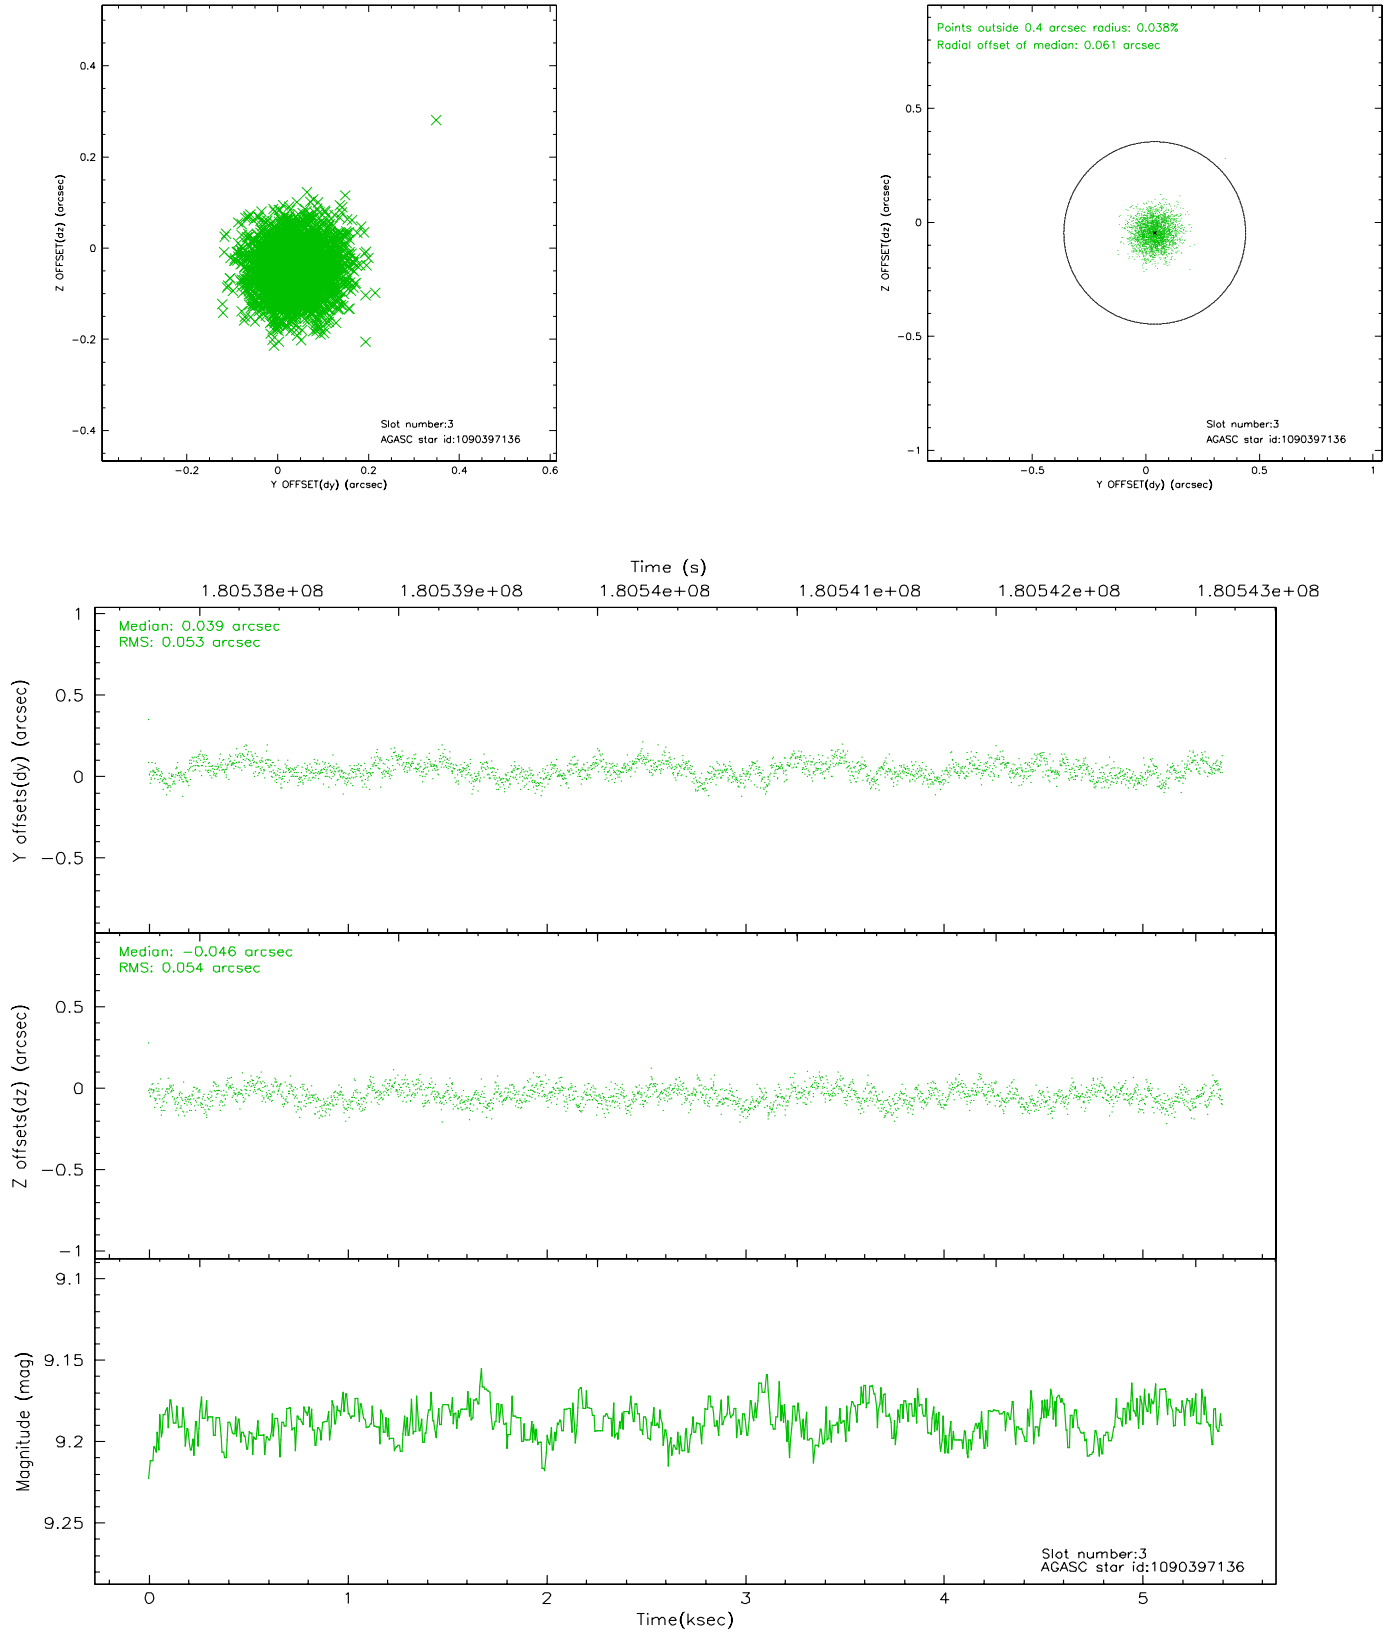 0.4
0.2
0
−0.2
−0.4
Z OFFSET(dz) (arcsec)
Slot number:3
AGASC star id:1090397136
−0.2 0 0.2 0.4 0.6
Y OFFSET(dy) (arcsec)
Points outside 0.4 arcsec radius: 0.038%
Radial offset of median: 0.061 arcsec
0.5
0
−0.5
−1
Z OFFSET(dz) (arcsec)
Slot number:3
AGASC star id:1090397136
−0.5 0 0.5 1
Y OFFSET(dy) (arcsec)
Time (s)
1.80538e+08 1.80539e+08 1.8054e+08 1.80541e+08 1.80542e+08 1.80543e+08
Median: 0.039 arcsec
RMS: 0.053 arcsec
1
0.5
0
−0.5
Y offsets(dy) (arcsec)
Median: −0.046 arcsec
RMS: 0.054 arcsec
0.5
0
−0.5
−1
Z offsets(dz) (arcsec)
9.1
9.15
9.2
9.25
Magnitude (mag)
Slot number:3
AGASC star id:1090397136
0 1 2 3 4 5
Time(ksec)